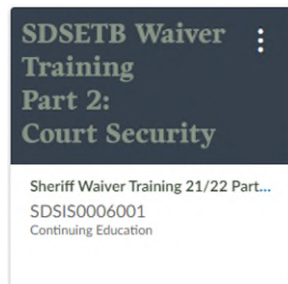 SDSETB Waiver
Training
Part 2:
Court Security
Sheriff Waiver Training 21/22 Part...
SDSIS0006001
Continuing Education